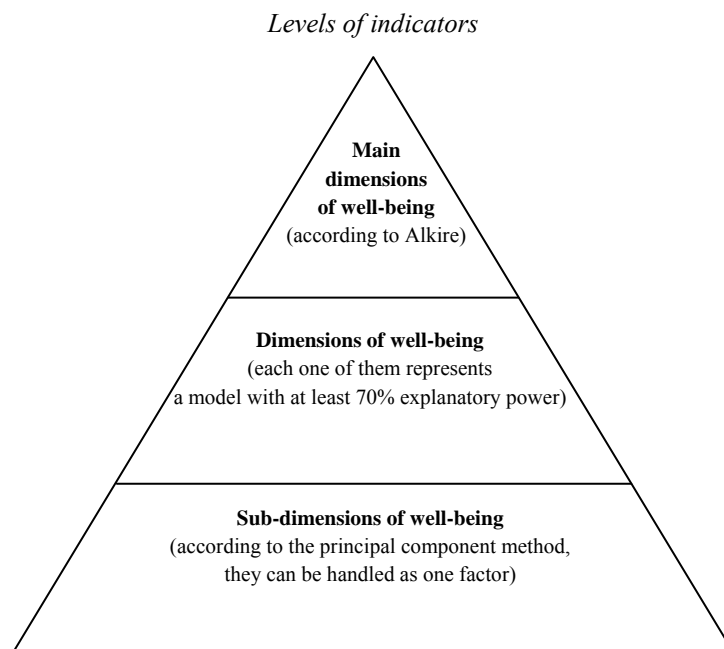 Levels of indicators
Main
dimensions
of well-being
(according to Alkire)
Dimensions of well-being
(each one of them represents
a model with at least 70% explanatory power)
Sub-dimensions of well-being
(according to the principal component method,
they can be handled as one factor)